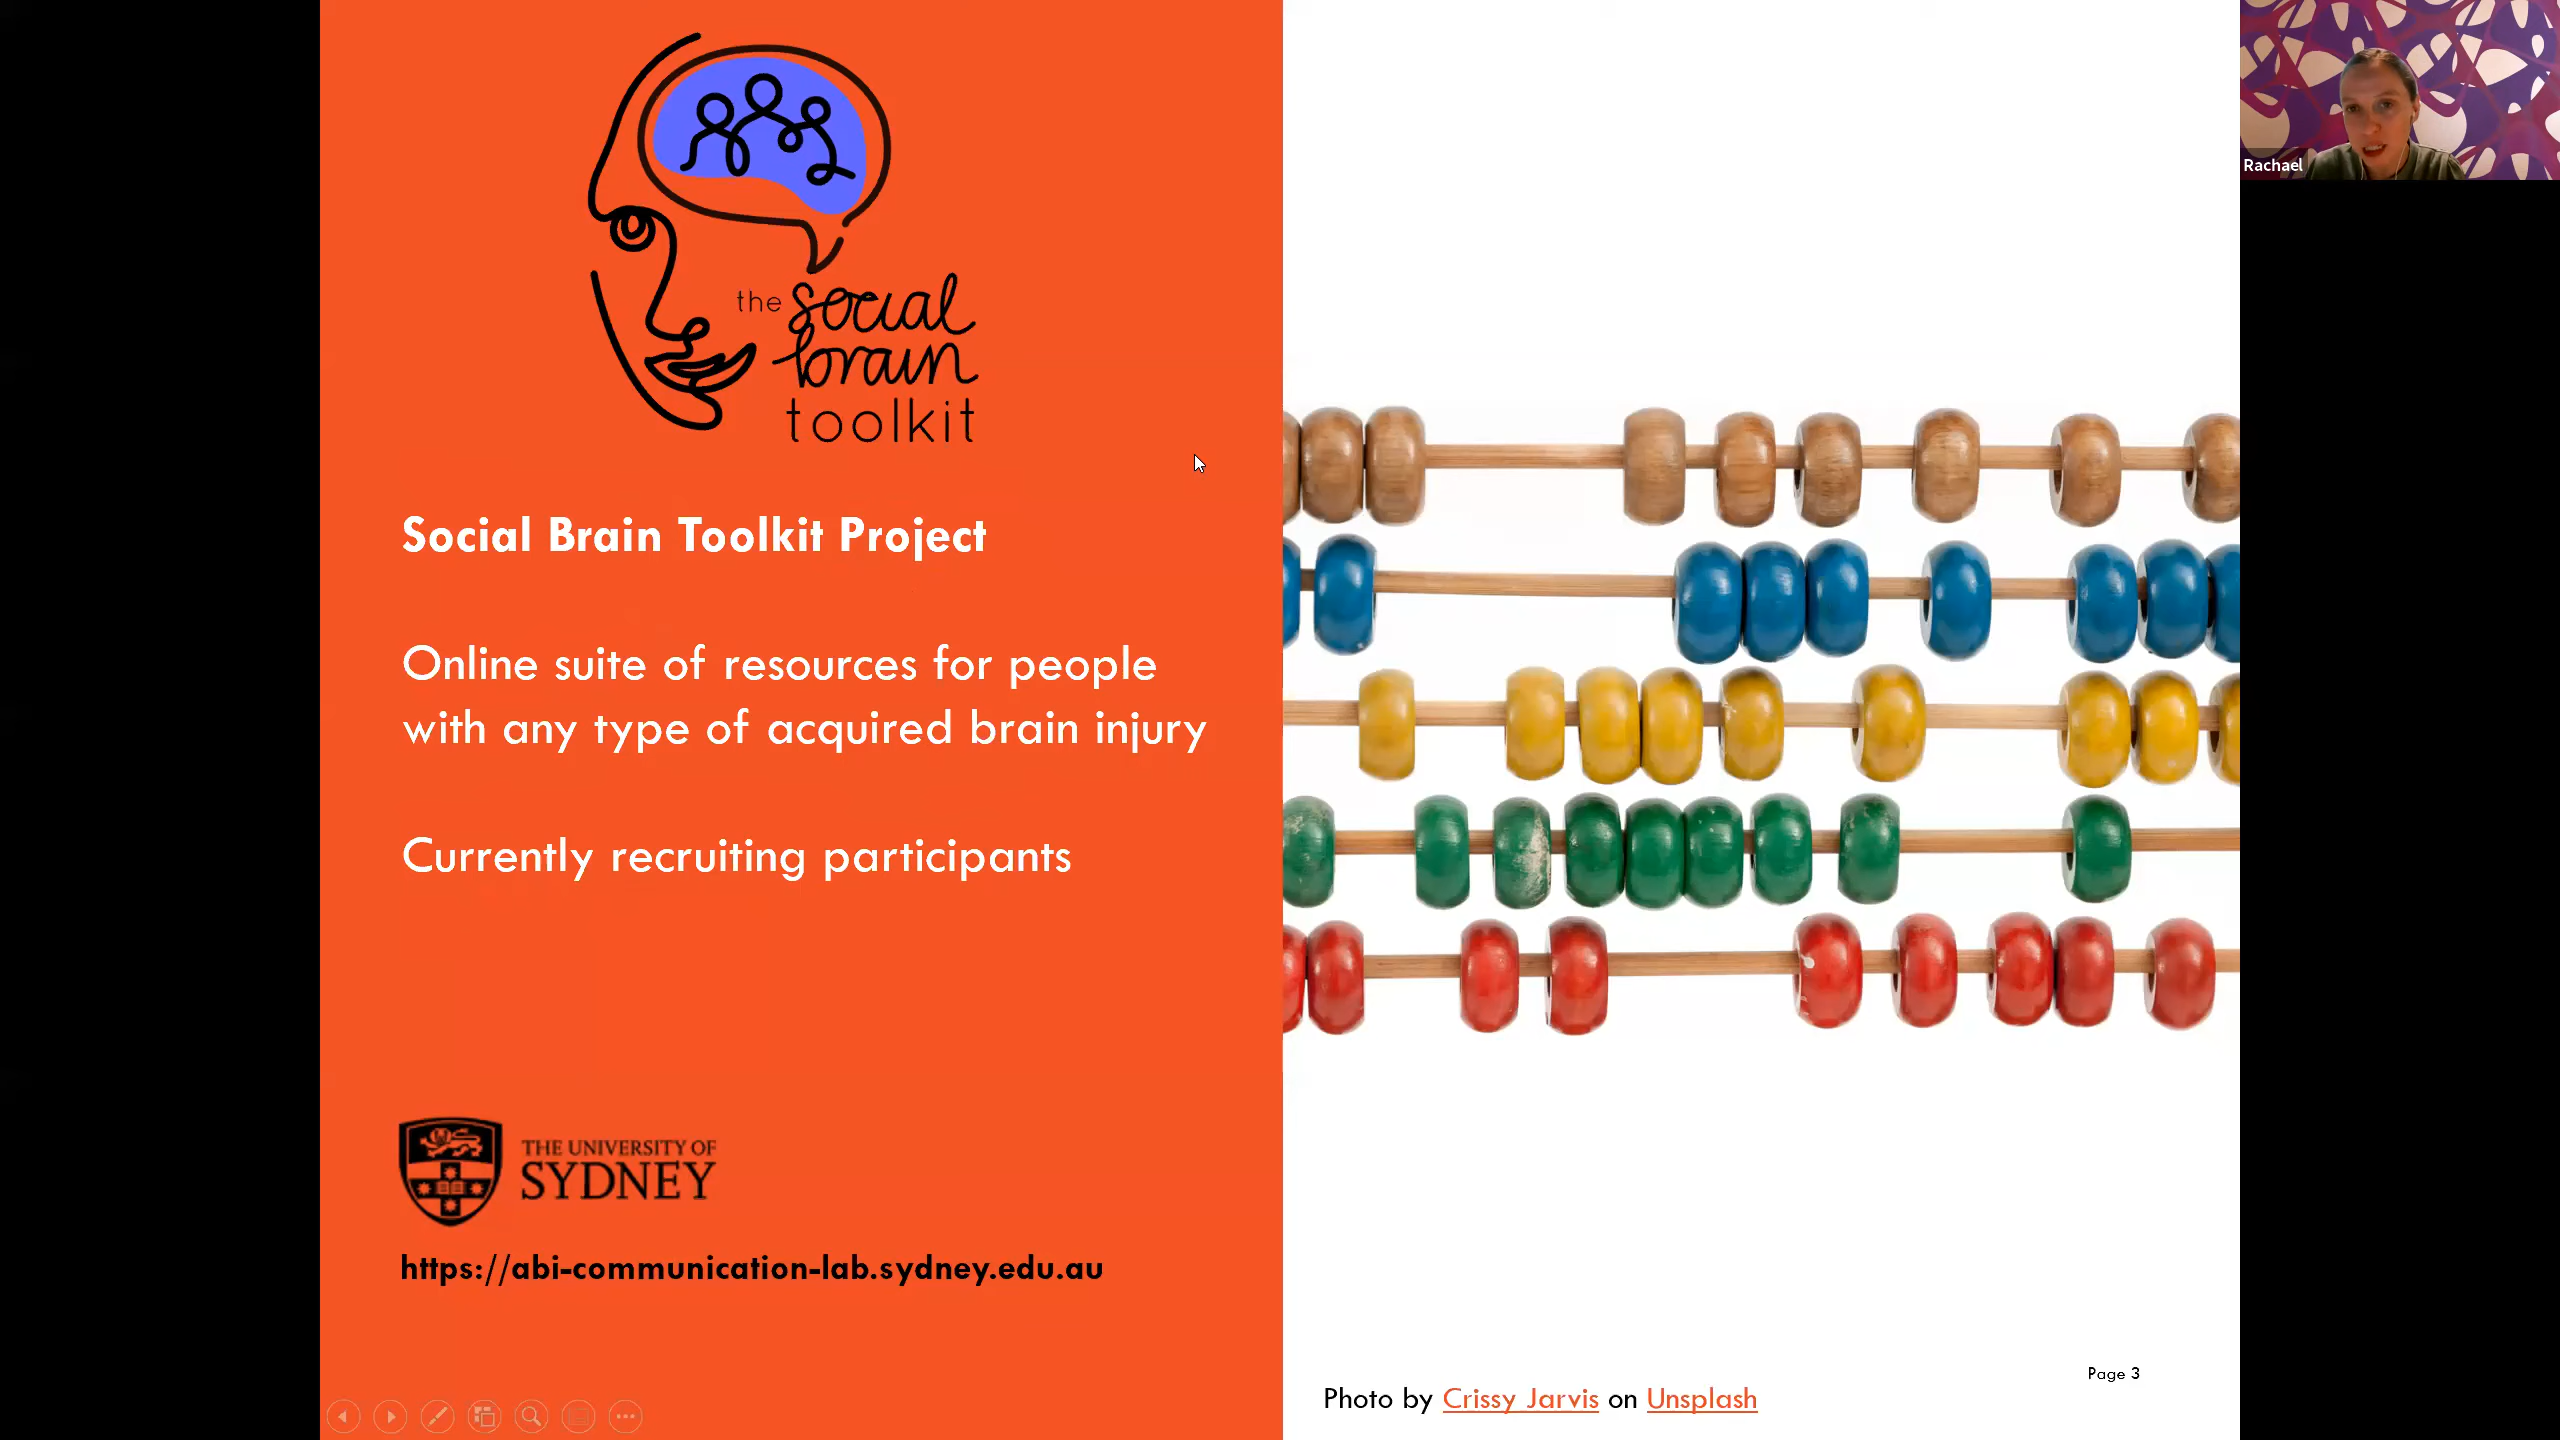 the social
brain
toolkit
Social Brain Toolkit Project
Online suite of resources for people
with any type of acquired brain injury
Currently recruiting participants
THE UNIVERSITY OF
SYDNEY
https://abi-communication-lab.sydney.edu.au
Rachael
Page 3
Photo by Crissy Jarvis on Unsplash